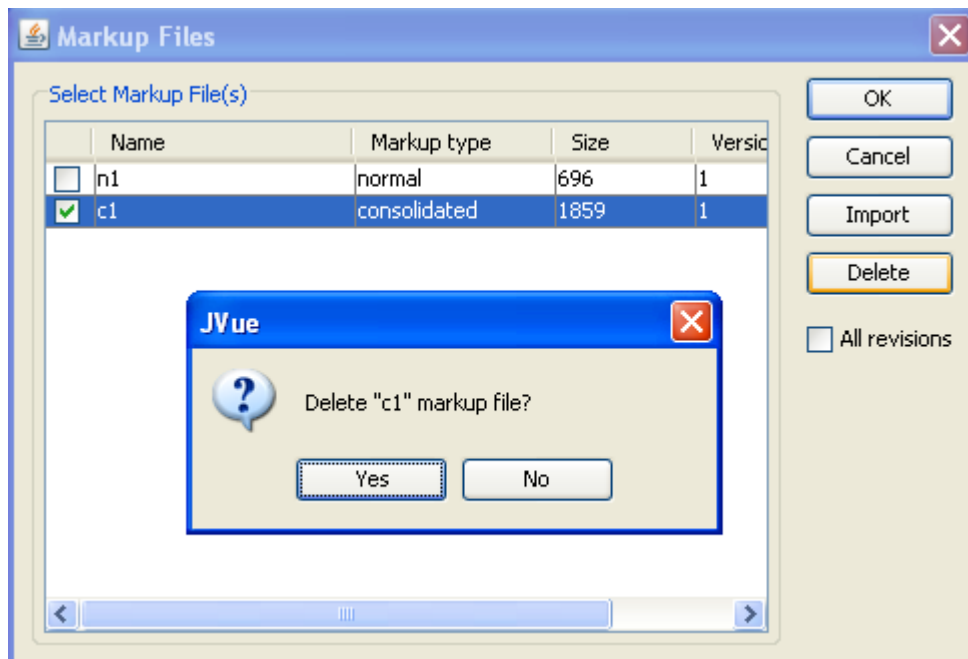 Markup Files
Select Markup File(s)
Name Markup type Size Versic
n1 normal 696 1
c1 consolidated 1859 1
OK
Cancel
Import
Delete
All revisions
JVue
Delete "c1" markup file?
Yes No